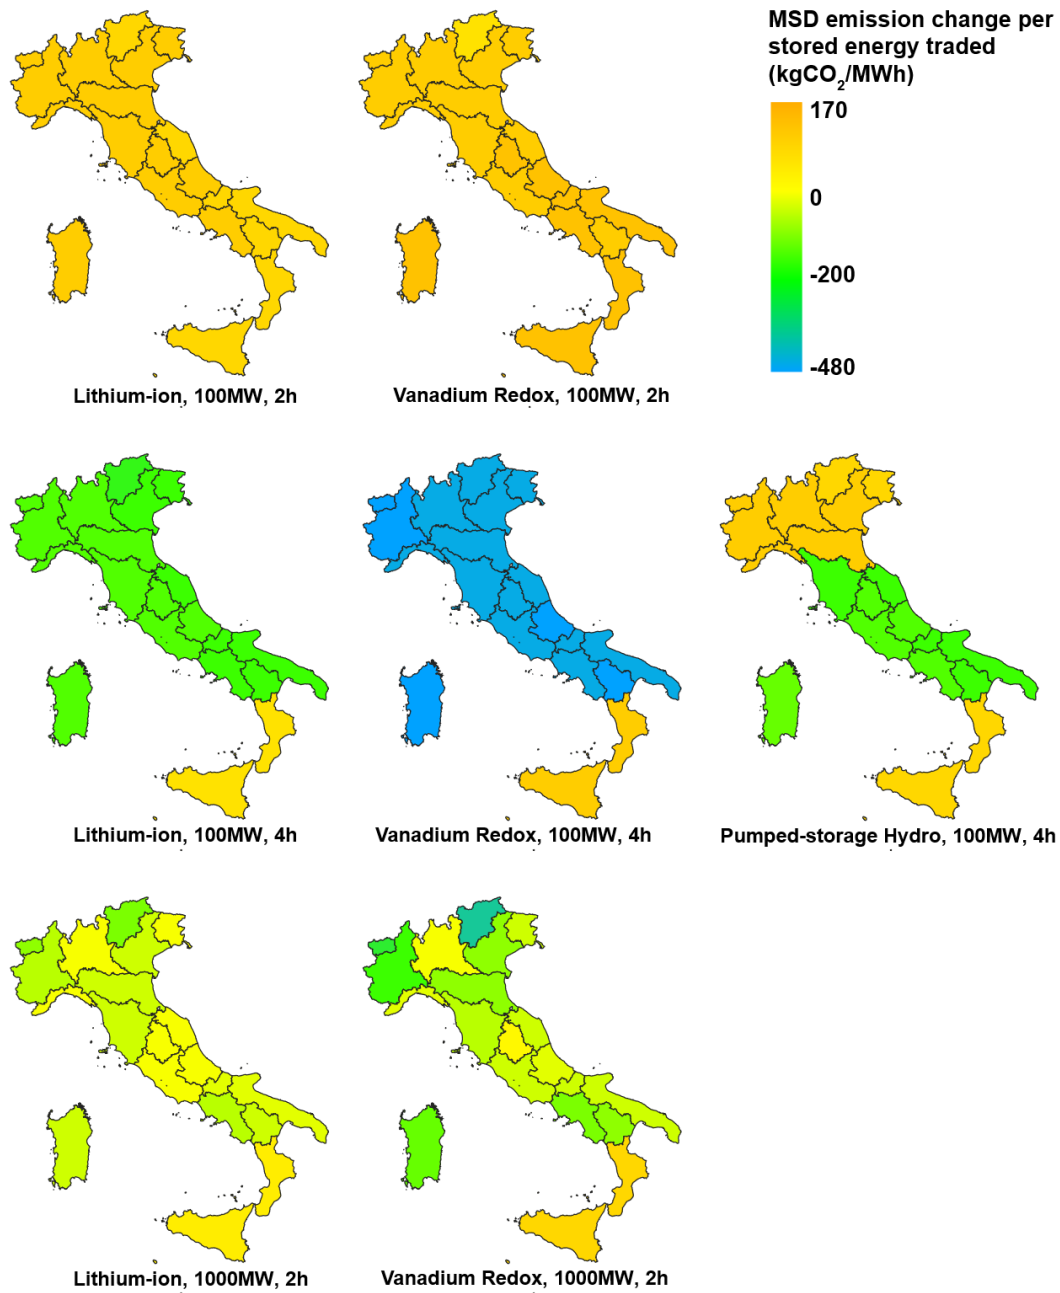 MSD emission change per
stored energy traded
(kgCO₂/MWh)
170
0
-200
-480
Lithium-ion, 100MW, 2h
Vanadium Redox, 100MW, 2h
Lithium-ion, 100MW, 4h
Vanadium Redox, 100MW, 4h
Pumped-storage Hydro, 100MW, 4h
Lithium-ion, 1000MW, 2h
Vanadium Redox, 1000MW, 2h